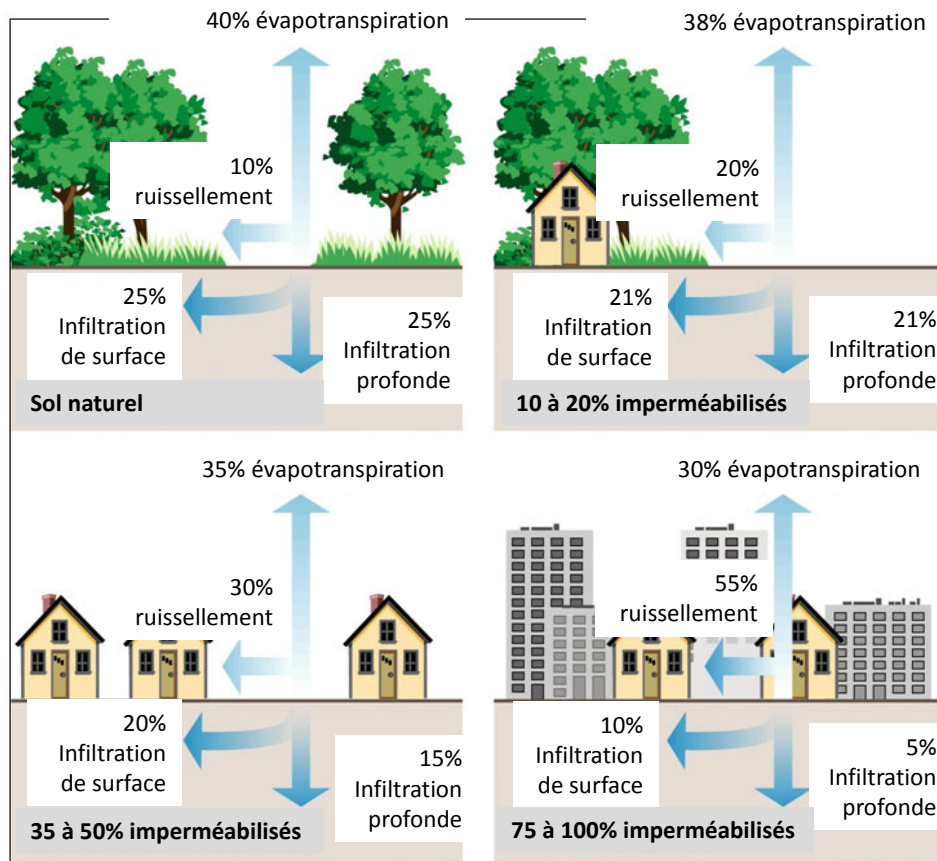 40% évapotranspiration
10%
ruissellement
25%
Infiltration
de surface
25%
Infiltration
profonde
Sol naturel
38% évapotranspiration
20%
ruissellement
21%
Infiltration
de surface
21%
Infiltration
profonde
10 à 20% imperméabilisés
35% évapotranspiration
30%
ruissellement
20%
Infiltration
de surface
15%
Infiltration
profonde
35 à 50% imperméabilisés
30% évapotranspiration
55%
ruissellement
10%
Infiltration
de surface
5%
Infiltration
profonde
75 à 100% imperméabilisés